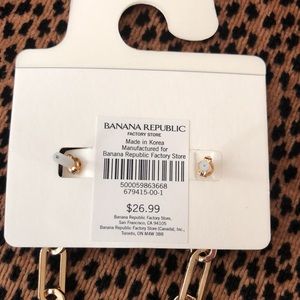 BANANA REPUBLIC
FACTORY STORE
Made in Korea
Manufactured for
Banana Republic Factory Store
500059863668
679415-00-1
$26.99
Banana Republic Factory Store,
San Francisco, CA 94105
Banana Republic Factory Store (Canada), Inc.,
Toronto, ON M4W 3B8